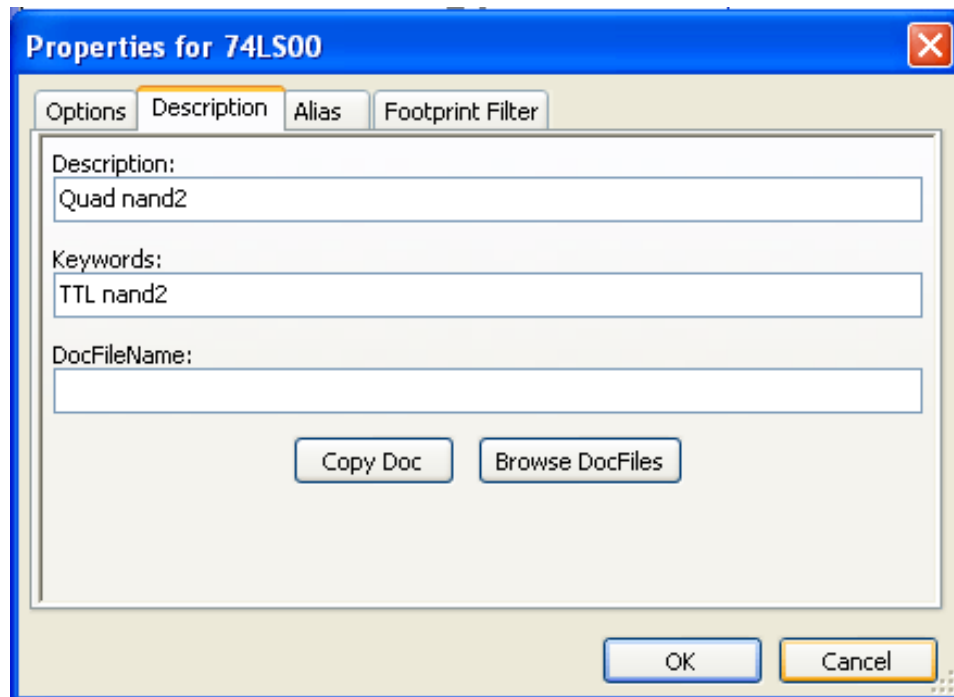 Properties for 74LS00
Options Description Alias Footprint Filter
Description:
Quad nand2
Keywords:
TTL nand2
DocFileName:
Copy Doc Browse DocFiles
OK Cancel